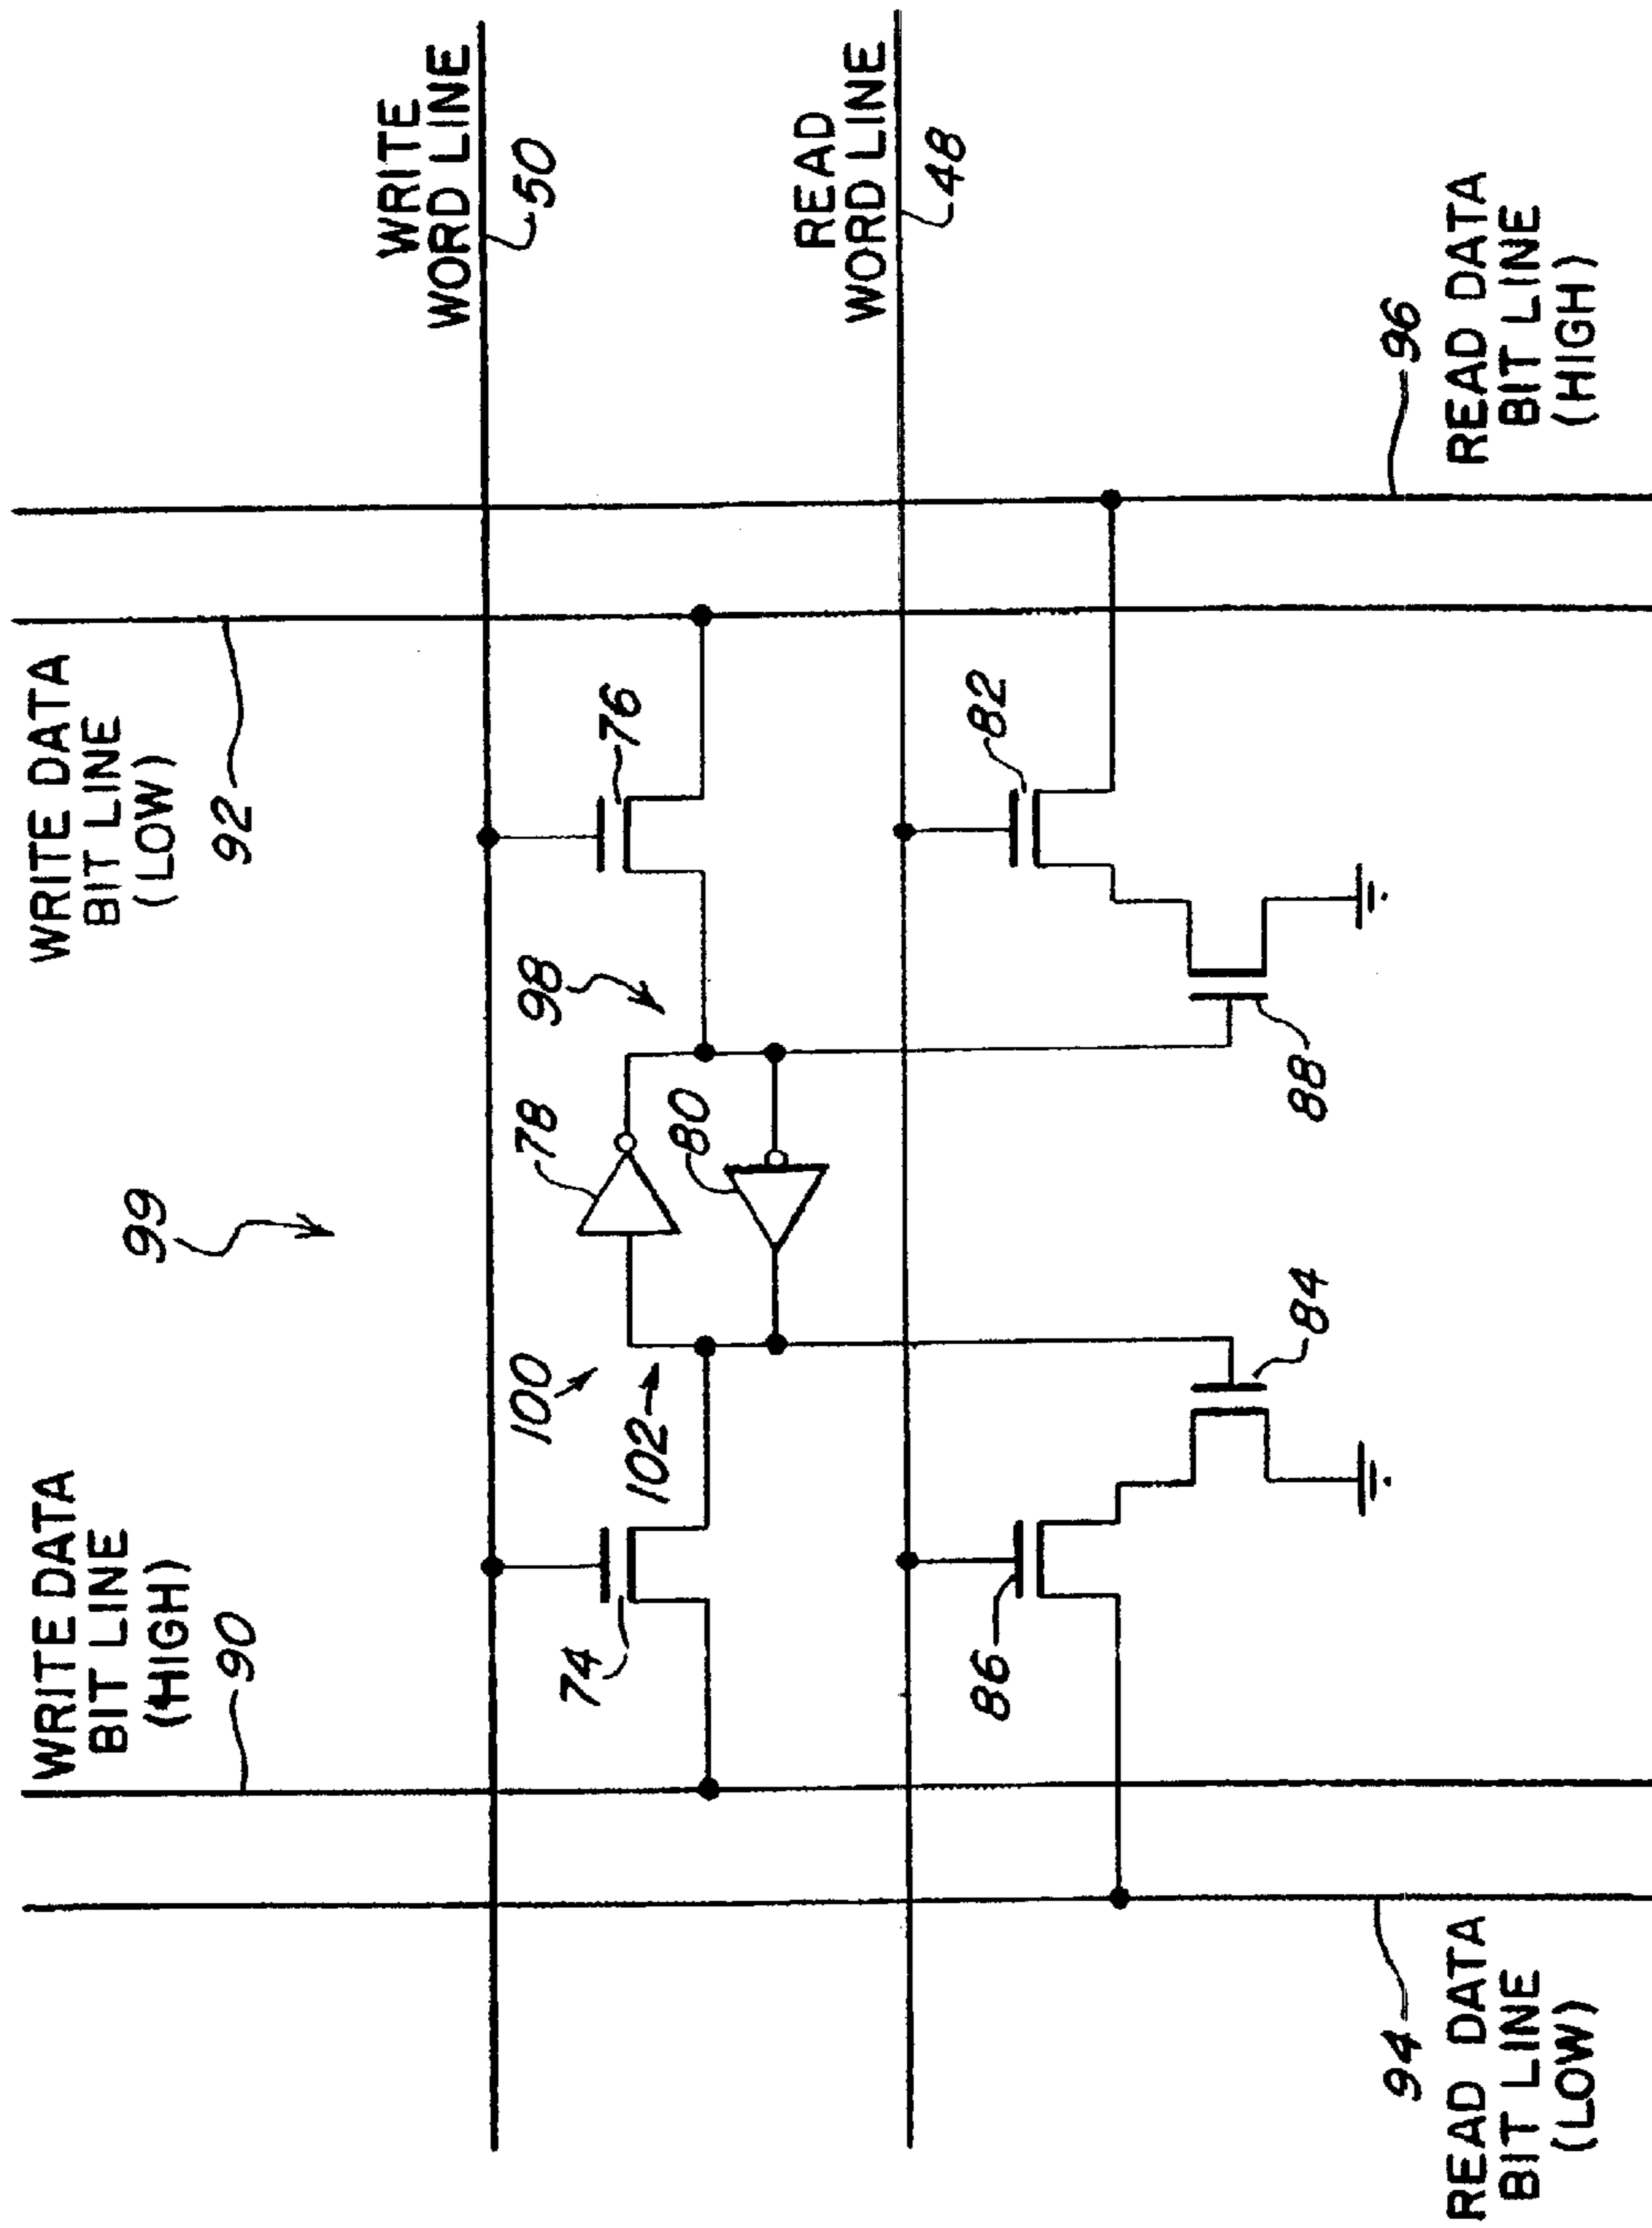 WRITE DATA
BIT LINE
(HIGH)
90
WRITE DATA
BIT LINE
(LOW)
92
99
WRITE
WORD LINE
50
74
100
102
78
80
98
76
READ
WORD LINE
48
86
84
88
82
94
READ DATA
BIT LINE
(LOW)
96
READ DATA
BIT LINE
(HIGH)